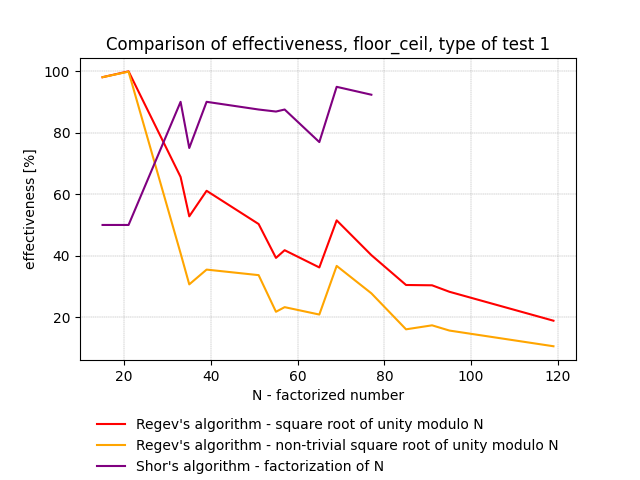 Comparison of effectiveness, floor_ceil, type of test 1
100
80
60
40
20
effectiveness [%]
20 40 60 80 100 120
N - factorized number
Regev's algorithm - square root of unity modulo N
Regev's algorithm - non-trivial square root of unity modulo N
Shor's algorithm - factorization of N